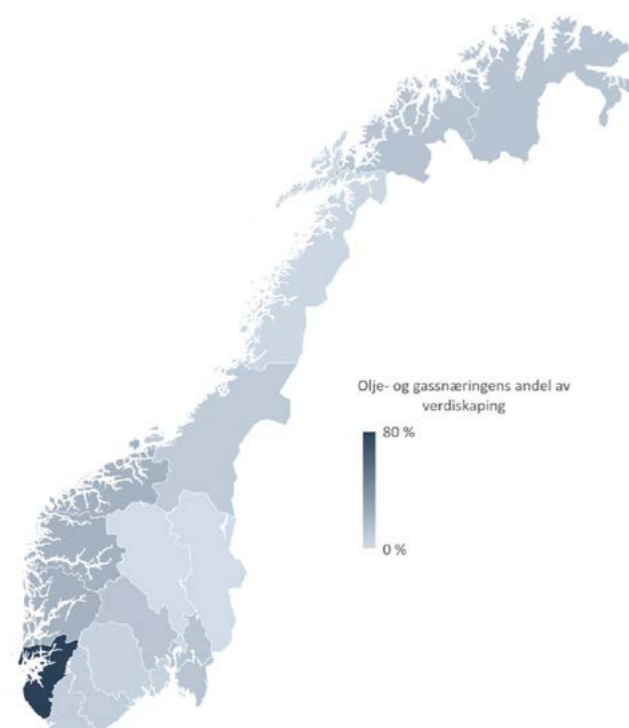 Olje- og gassnæringens andel av
verdiskaping
80 %
0 %